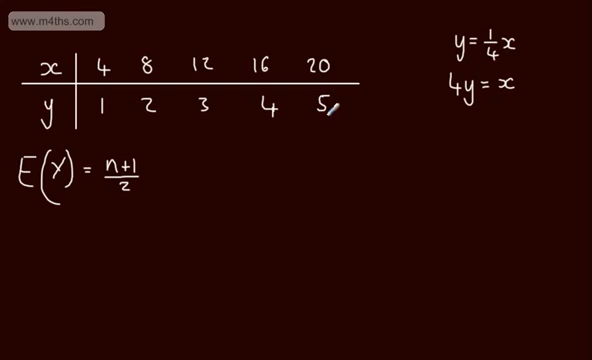 www.m4ths.com
y = 1/4 x
4y = x
x 4 8 12 16 20
y 1 2 3 4 5
E(Y) = n+1/2